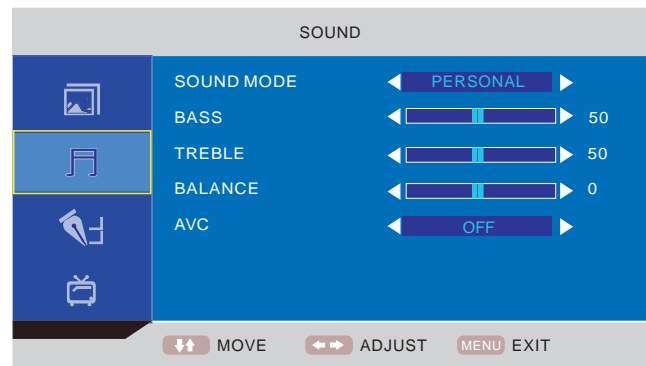 SOUND
SOUND MODE PERSONAL
BASS 50
TREBLE 50
BALANCE 0
AVC OFF
MOVE ADJUST MENU EXIT